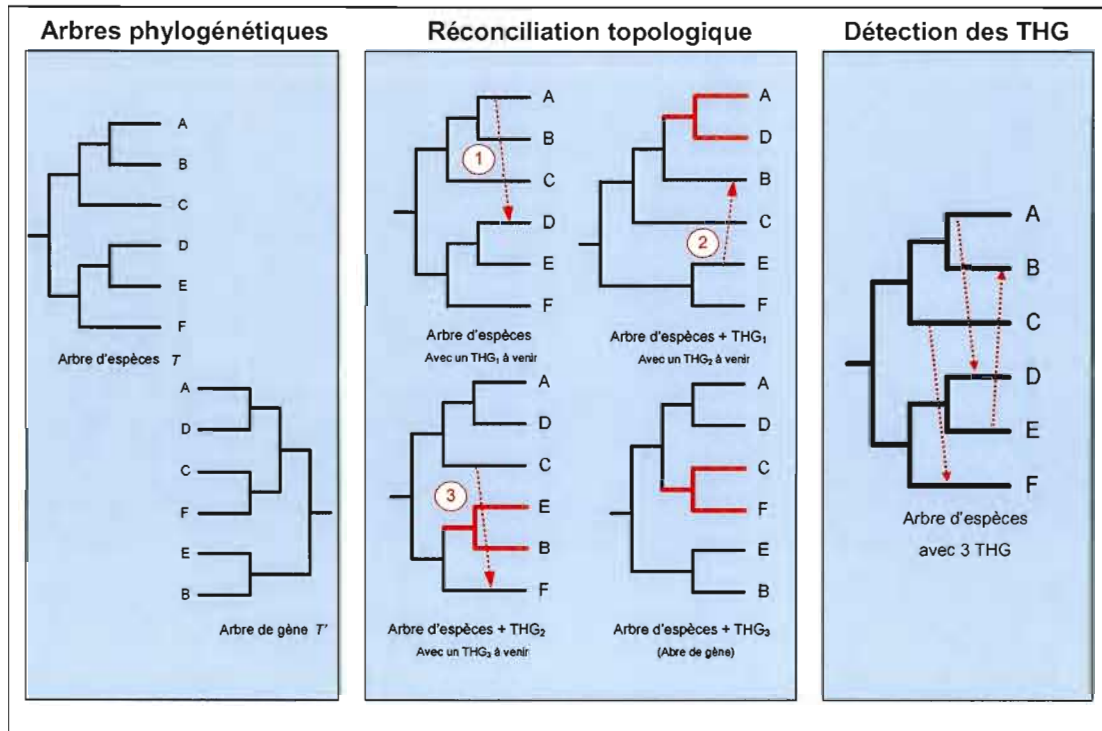 Arbres phylogénétiques
A
B
C
D
E
F
Arbre d'espèces T
A
D
C
F
E
B
Arbre de gène T'
Réconciliation topologique
A
B
1
C
D
E
F
Arbre d'espèces
Avec un THG1 à venir
A
D
B
C
2
E
F
Arbre d'espèces + THG1
Avec un THG2 à venir
A
D
C
3
E
B
F
Arbre d'espèces + THG2
Avec un THG3 à venir
A
D
C
F
E
B
Arbre d'espèces + THG3
(Abre de gène)
Détection des THG
A
B
C
D
E
F
Arbre d'espèces
avec 3 THG